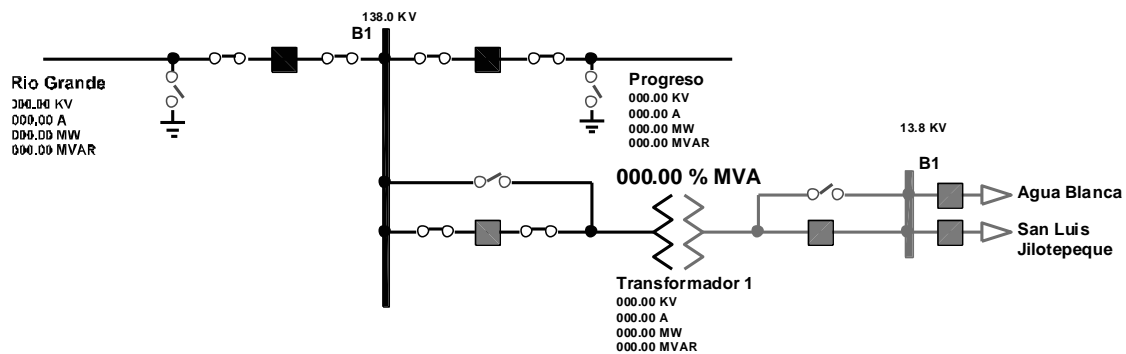 138.0 KV
B1
Rio Grande
000.00 KV
000.00 A
000.00 MW
000.00 MVAR
Progreso
000.00 KV
000.00 A
000.00 MW
000.00 MVAR
13.8 KV
B1
000.00 % MVA
Agua Blanca
San Luis
Jilotepeque
Transformador 1
000.00 KV
000.00 A
000.00 MW
000.00 MVAR